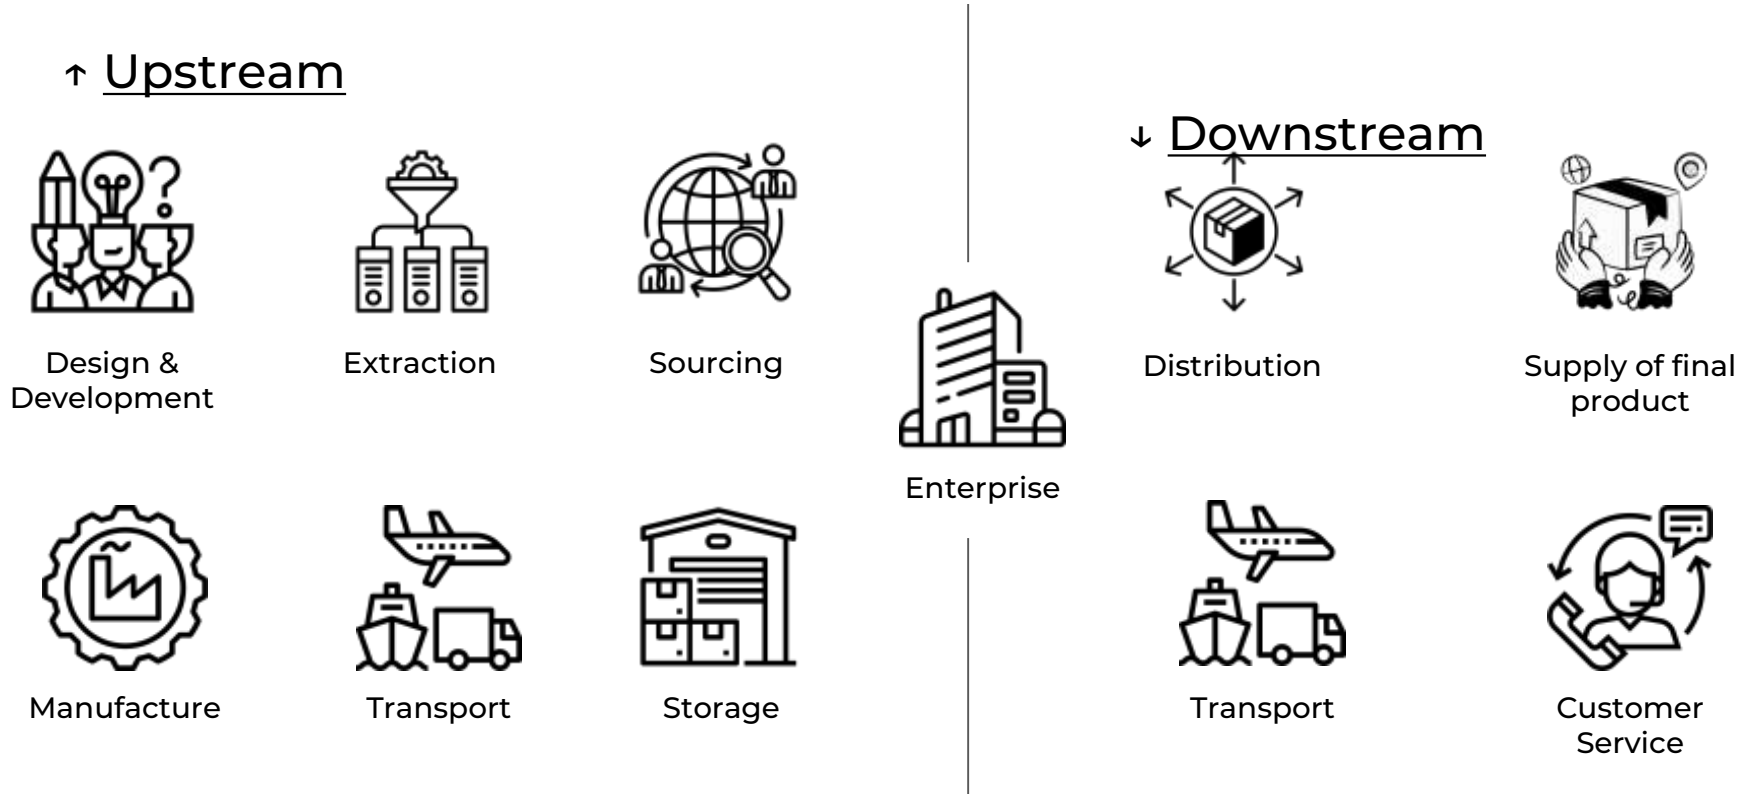 ↑ Upstream
Design &
Development
Extraction
Sourcing
Manufacture
Transport
Storage
Enterprise
↓ Downstream
Distribution
Supply of final
product
Transport
Customer
Service